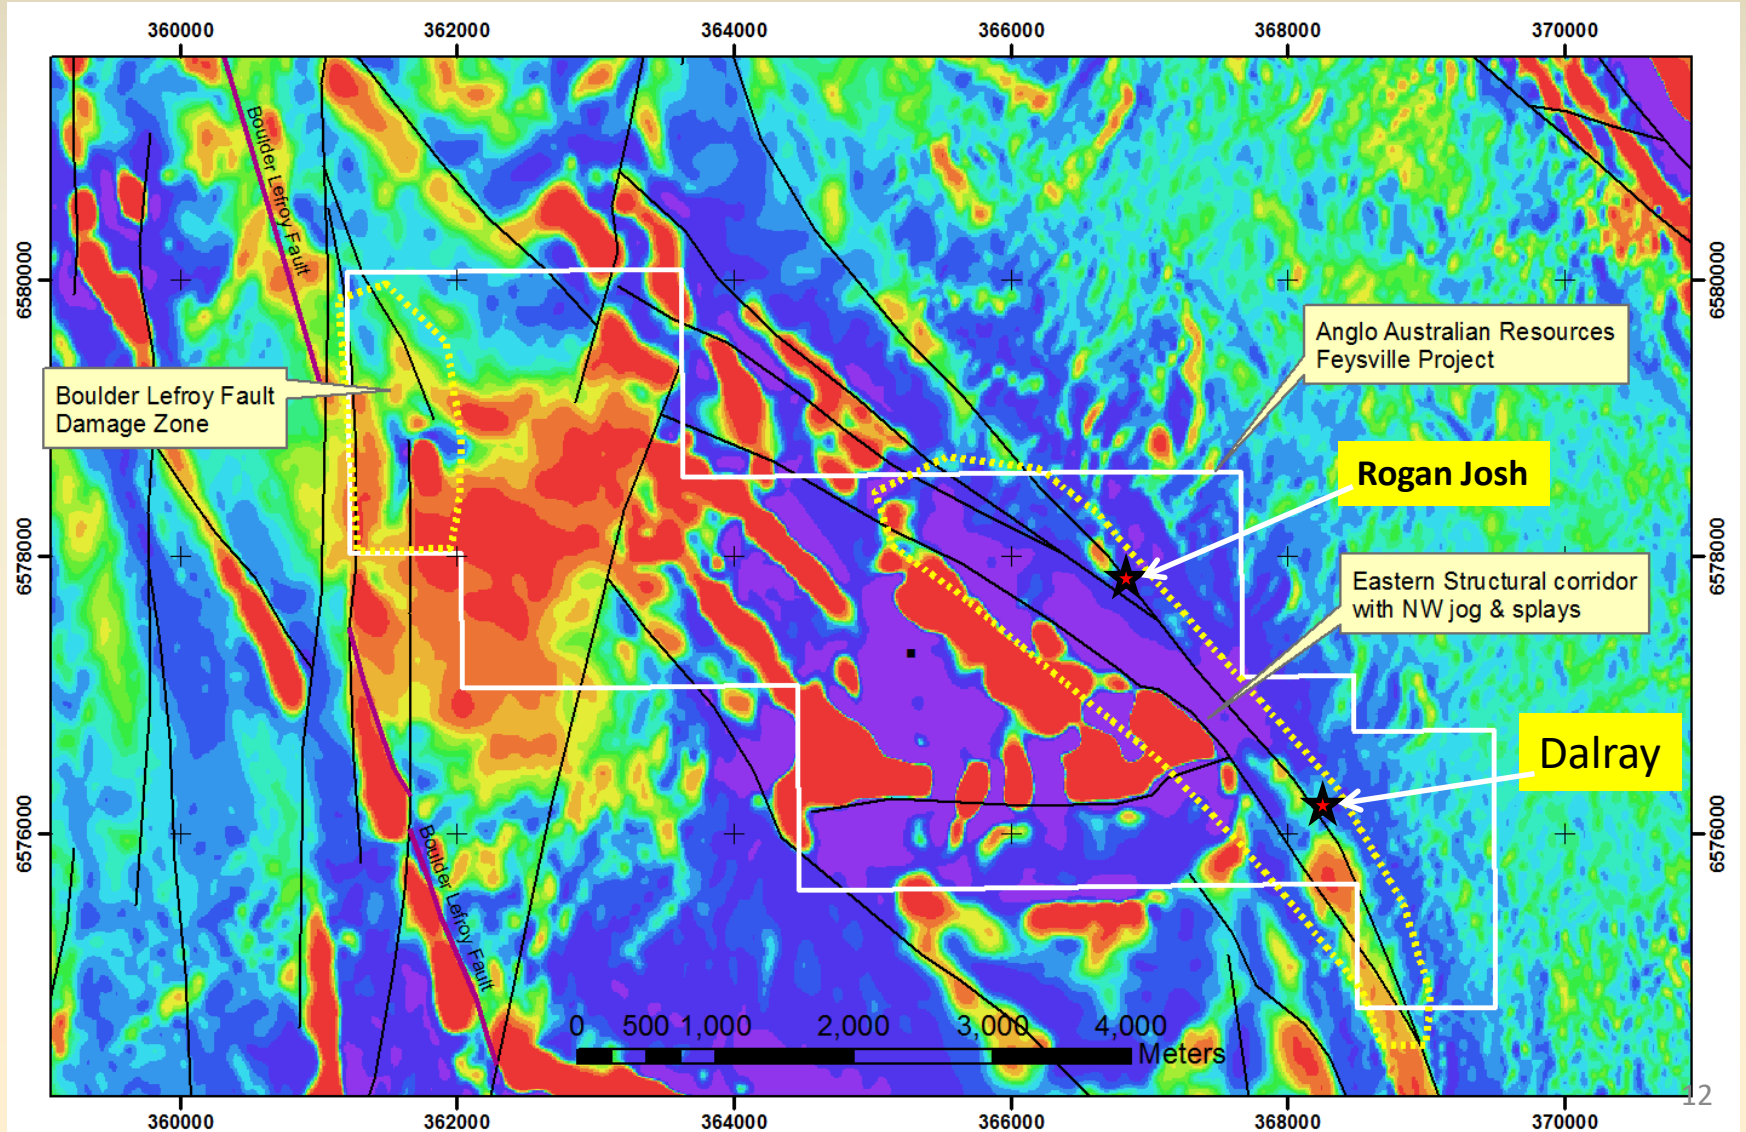 360000 362000 364000 366000 368000 370000
6580000
6578000
6576000
6580000
6578000
6576000
Boulder Lefroy Fault
Boulder Lefroy Fault
Damage Zone
Anglo Australian Resources
Feysville Project
Rogan Josh
Eastern Structural corridor
with NW jog & splays
Dalray
Boulder Lefroy Fault
0 500 1,000 2,000 3,000 4,000
Meters
12
360000 362000 364000 366000 368000 370000